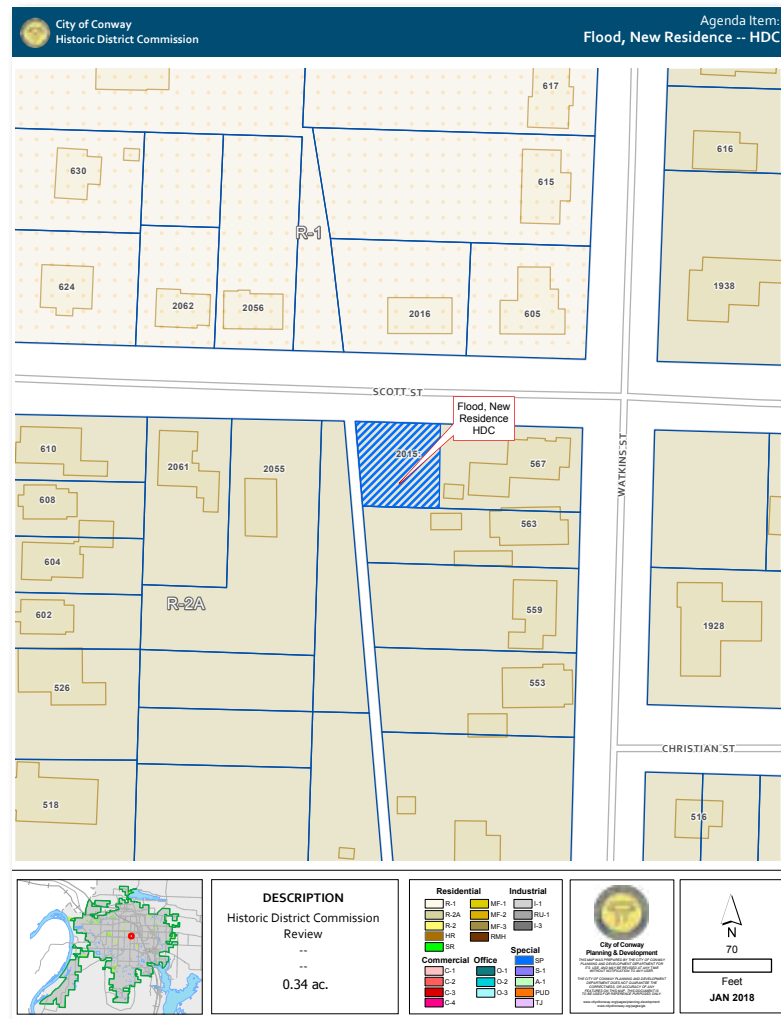 City of Conway
Historic District Commission
Agenda Item:
Flood, New Residence -- HDC
617
616
630
615
R-1
624
2062
2056
2016
605
1938
SCOTT ST
Flood, New
Residence
HDC
WATKINS ST
610
2061
2055
2015
567
608
563
604
602
R-2A
559
1928
526
553
CHRISTIAN ST
518
516
DESCRIPTION
Historic District Commission
Review
--
--
0.34 ac.
Residential
R-1
R-2A
R-2
HR
SR
MF-1
MF-2
MF-3
RMH
Industrial
I-1
RU-1
I-3
Commercial
C-1
C-2
C-3
C-4
Office
O-1
O-2
O-3
Special
SP
S-1
A-1
PUD
TJ
City of Conway
Planning & Development
N
70
Feet
JAN 2018